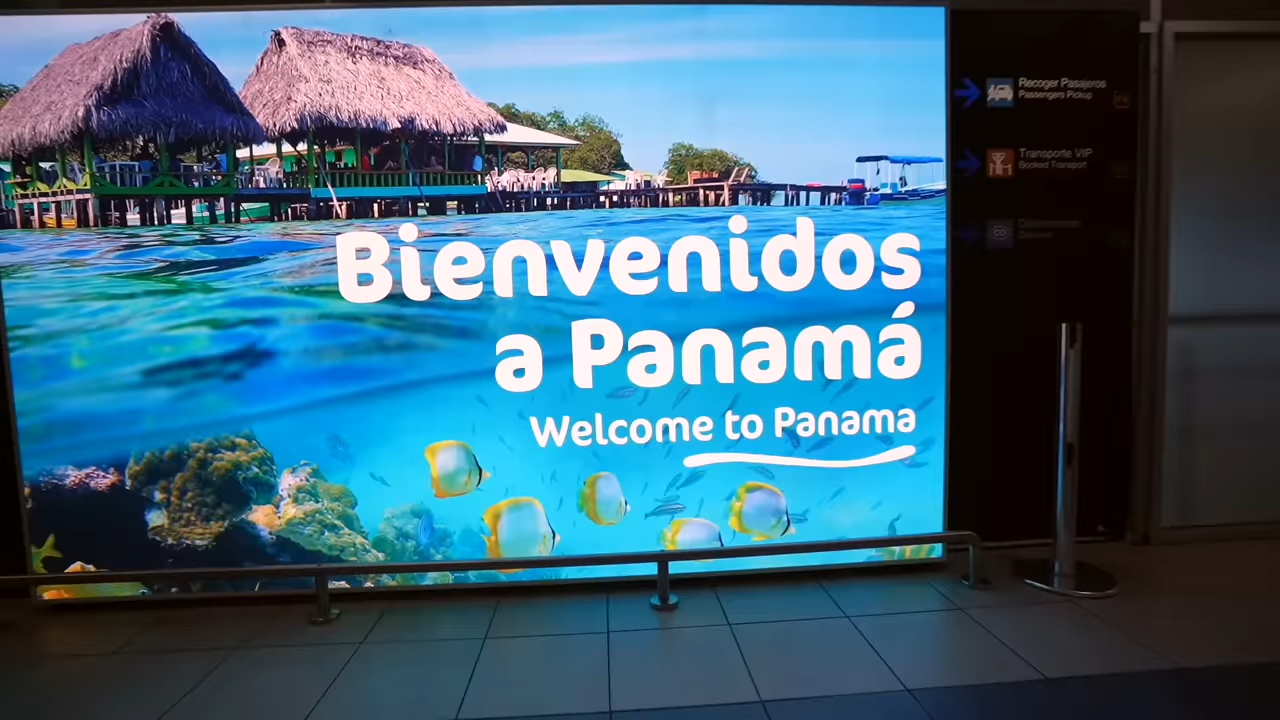 Bienvenidos
a Panamá
Welcome to Panama
Recoger Pasajeros
Passengers Pickup
Transporte VIP
Booked Transport